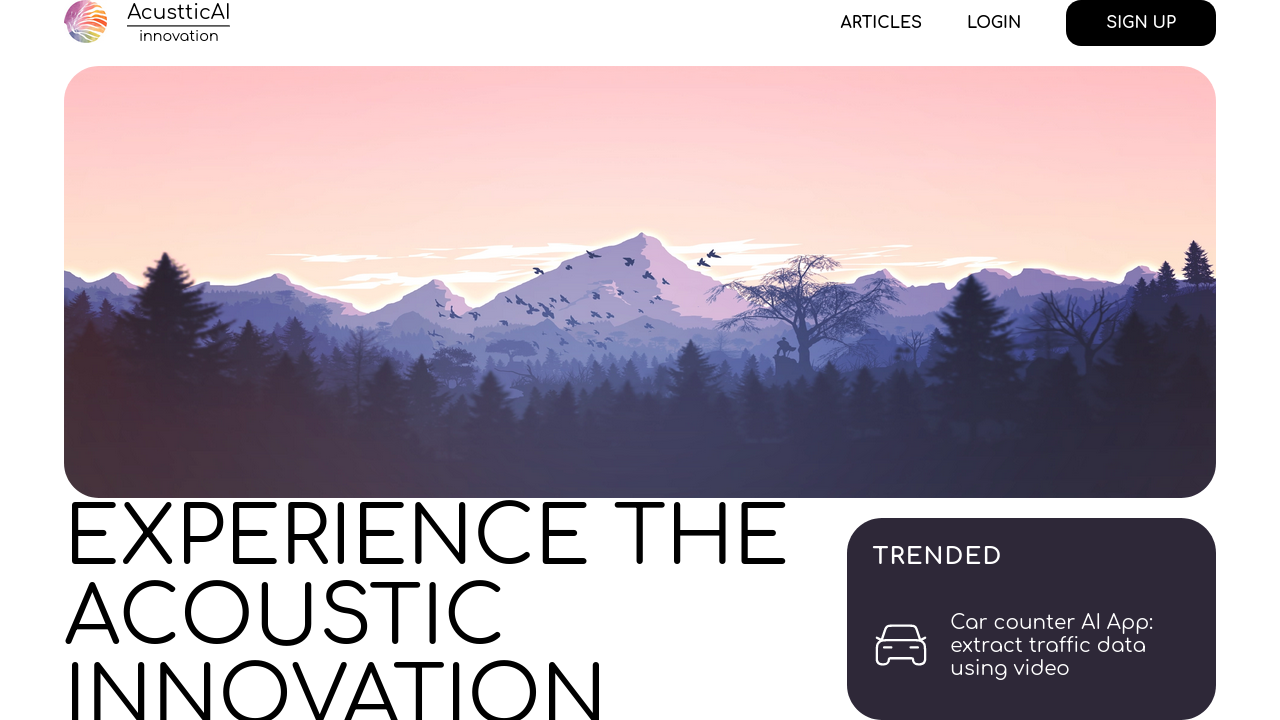 AcustticAI
innovation
ARTICLES
LOGIN
SIGN UP
EXPERIENCE THE
ACOUSTIC
INNOVATION
TRENDED
Car counter AI App:
extract traffic data
using video